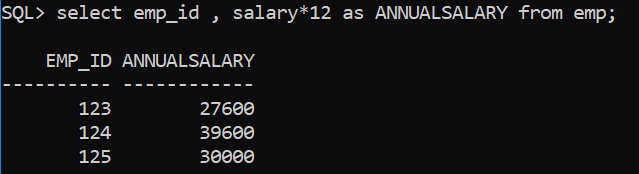 SQL> select emp_id , salary*12 as ANNUALSALARY from emp;
EMP_ID ANNUALSALARY
---------- ------------
123 27600
124 39600
125 30000